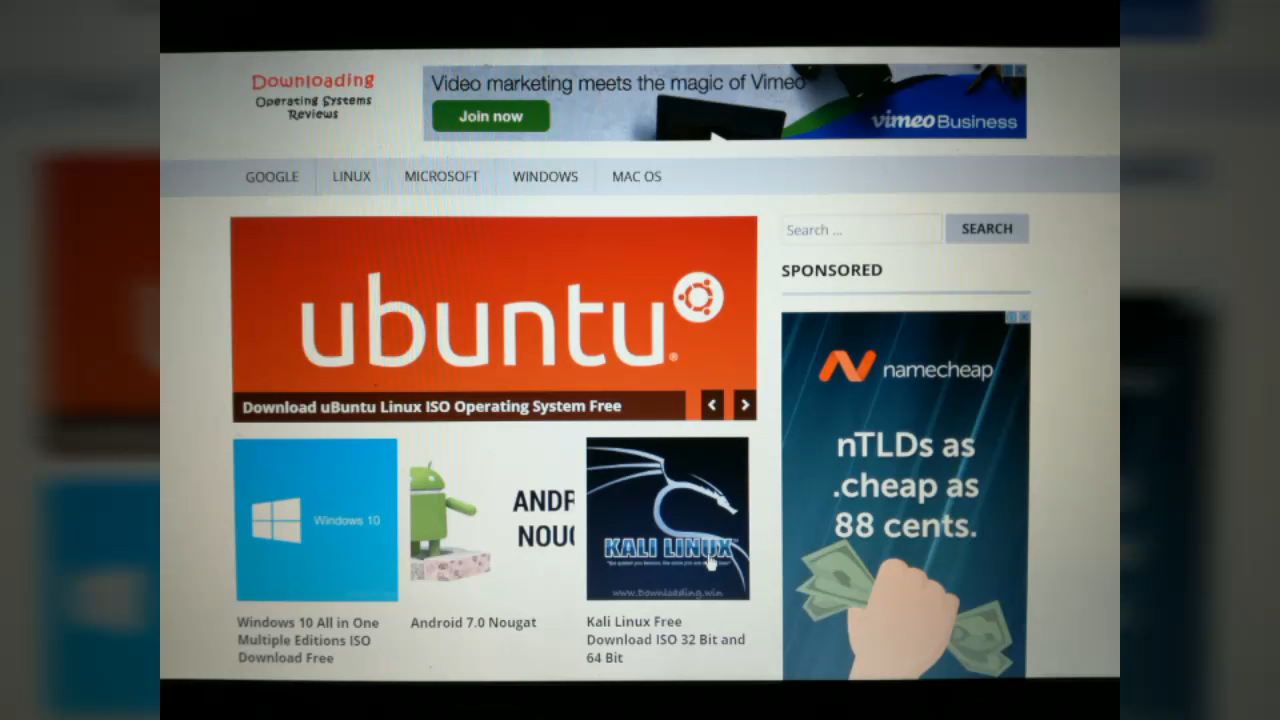 Downloading
Operating Systems
Reviews
Video marketing meets the magic of Vimeo
Join now
vimeo Business
GOOGLE
LINUX
MICROSOFT
WINDOWS
MAC OS
ubuntu®
Download uBuntu Linux ISO Operating System Free
Search ...
SEARCH
SPONSORED
namecheap
nTLDs as
.cheap as
88 cents.
Windows 10
ANDR
NOUG
KALI LINUX
www.Downloading.win
Windows 10 All in One
Multiple Editions ISO
Download Free
Android 7.0 Nougat
Kali Linux Free
Download ISO 32 Bit and
64 Bit